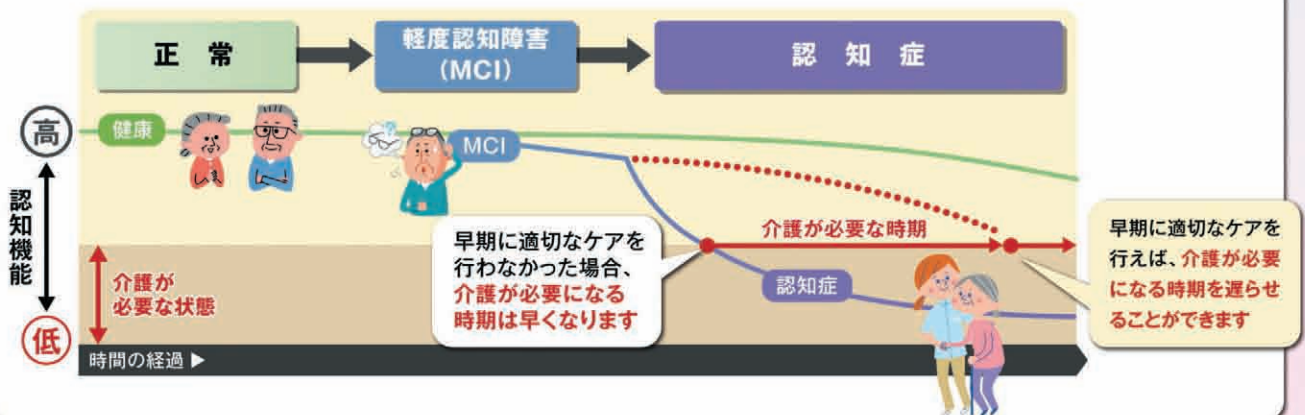 正常
軽度認知障害
(MCI)
認知症
高
認知機能
低
健康
?
MCI
早期に適切なケアを
行わなかった場合、
介護が必要になる
時期は早くなります
介護が必要な時期
早期に適切なケアを
行えば、介護が必要
になる時期を遅らせ
ることができます
介護が
必要な状態
認知症
時間の経過 ▶